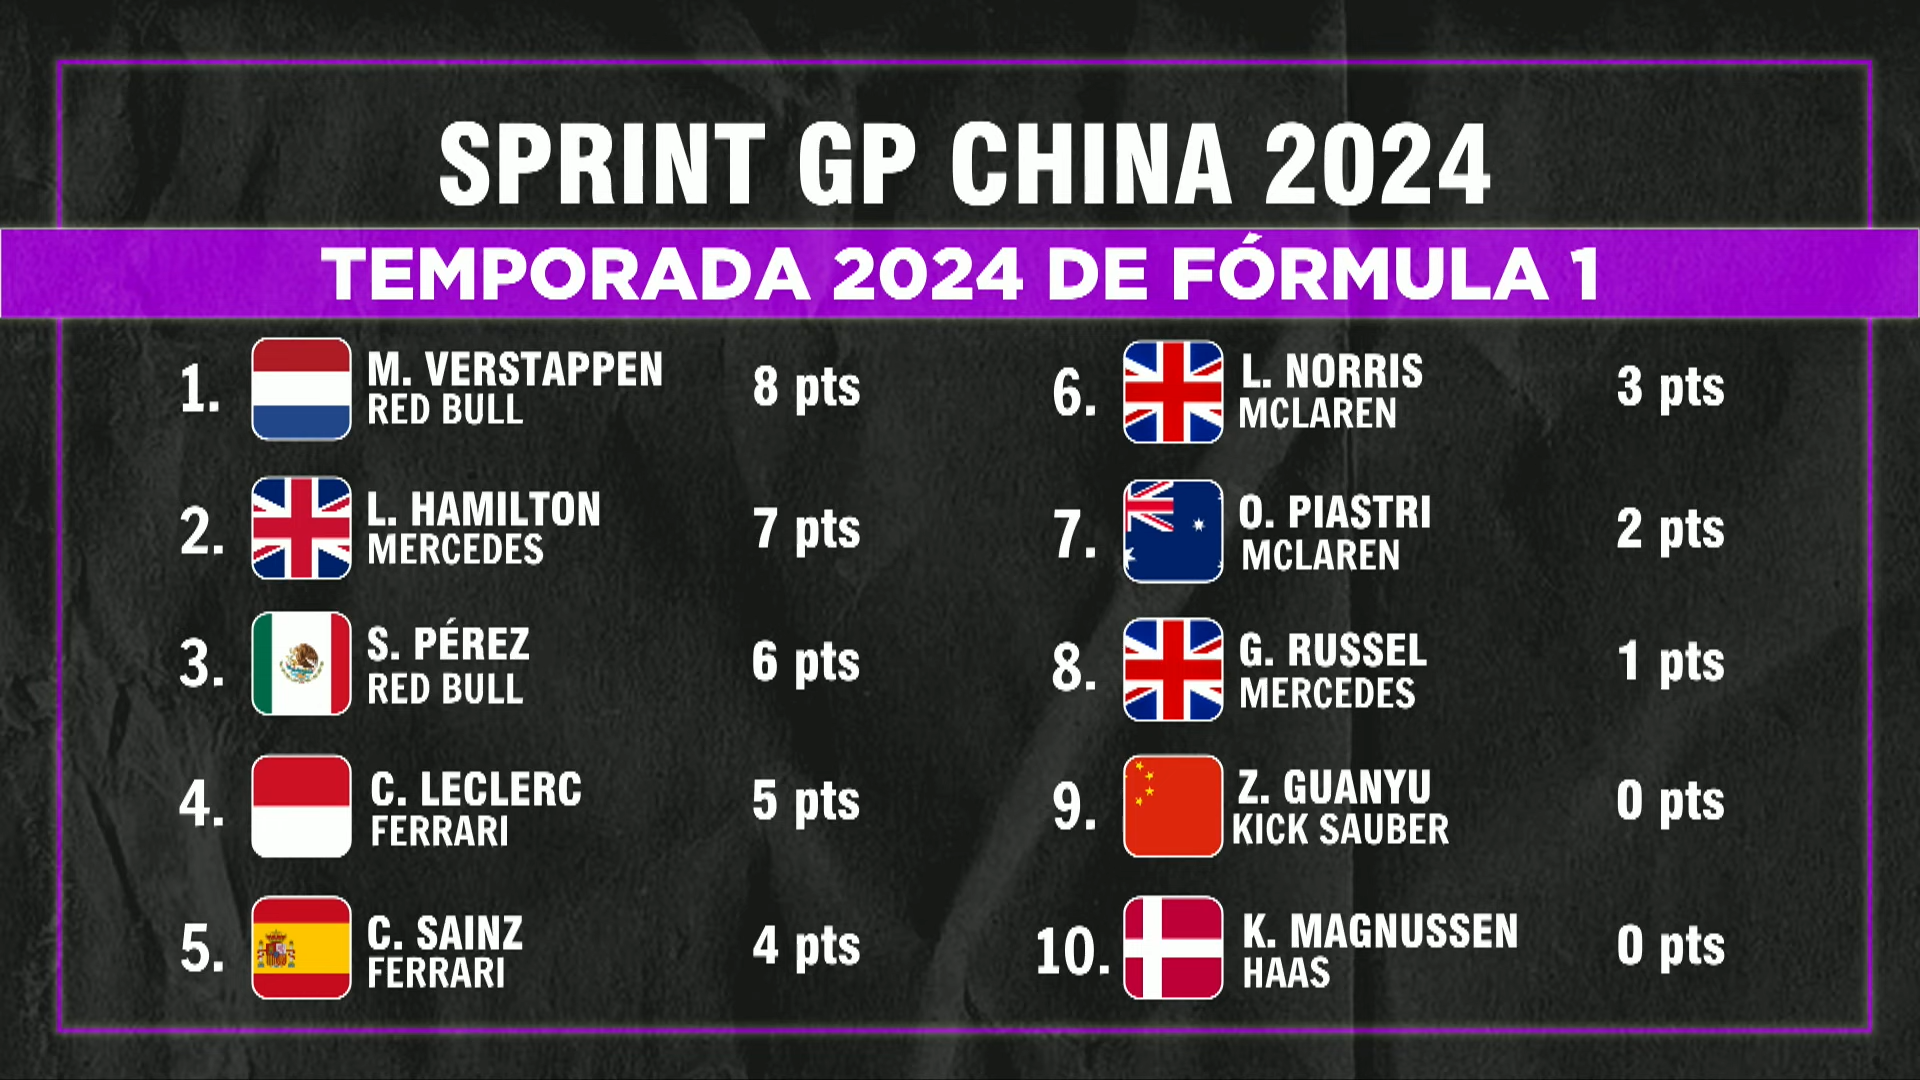 SPRINT GP CHINA 2024
TEMPORADA 2024 DE FÓRMULA 1
1. M. VERSTAPPEN 8 pts
RED BULL
2. L. HAMILTON 7 pts
MERCEDES
3. S. PÉREZ 6 pts
RED BULL
4. C. LECLERC 5 pts
FERRARI
5. C. SAINZ 4 pts
FERRARI
6. L. NORRIS 3 pts
MCLAREN
7. O. PIASTRI 2 pts
MCLAREN
8. G. RUSSEL 1 pts
MERCEDES
9. Z. GUANYU 0 pts
KICK SAUBER
10. K. MAGNUSSEN 0 pts
HAAS